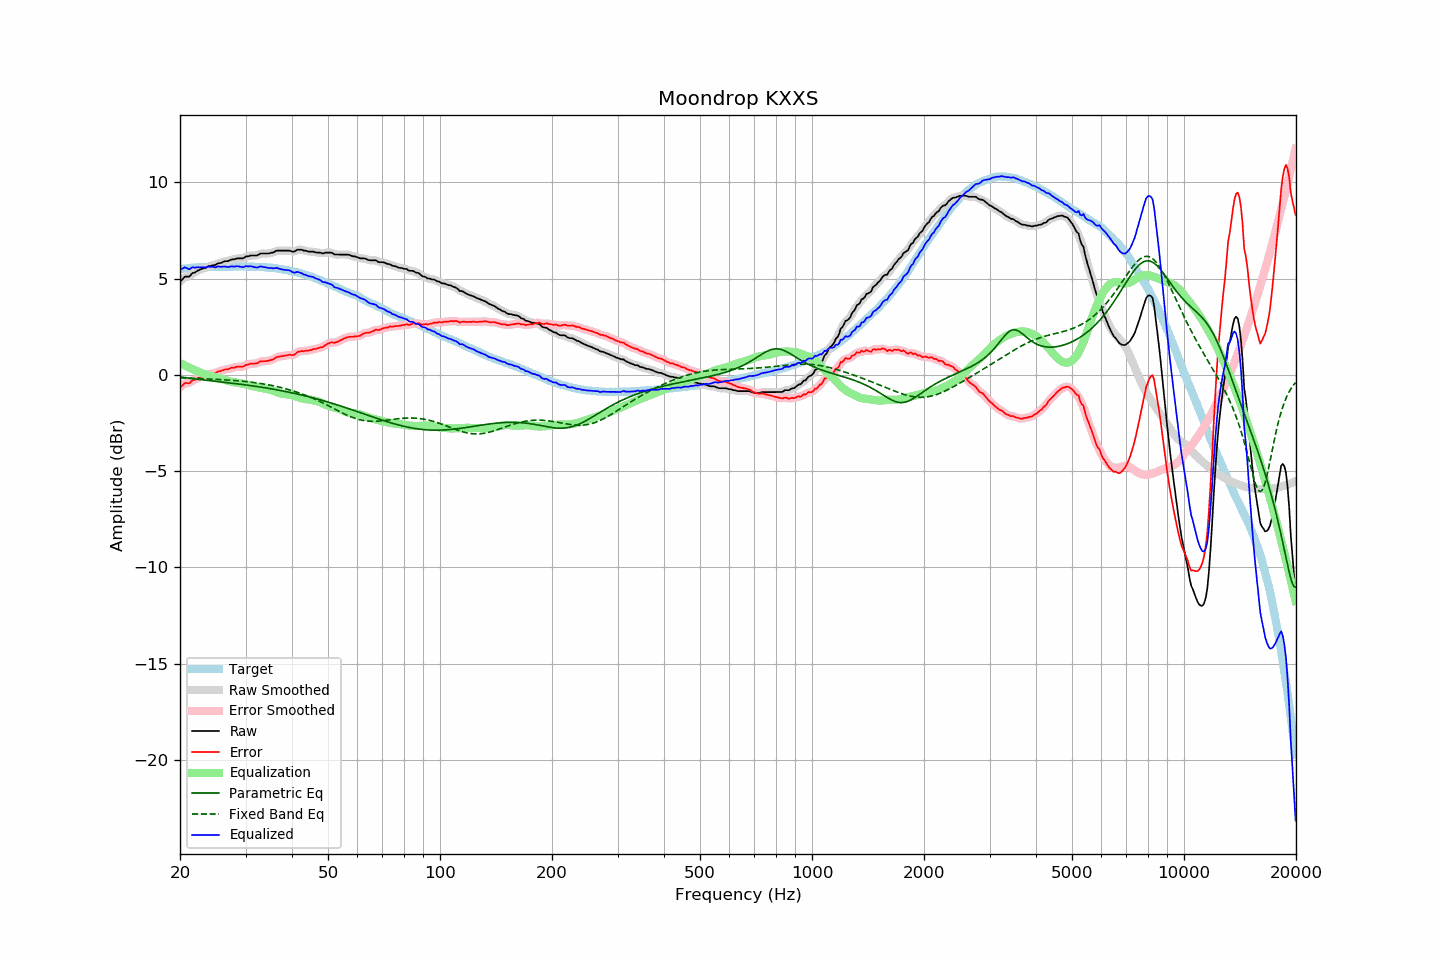 Moondrop KXXS
Amplitude (dBr)
10
5
0
−5
−10
−15
−20
Target
Raw Smoothed
Error Smoothed
Raw
Error
Equalization
Parametric Eq
Fixed Band Eq
Equalized
20 50 100 200 500 1000 2000 5000 10000 20000
Frequency (Hz)